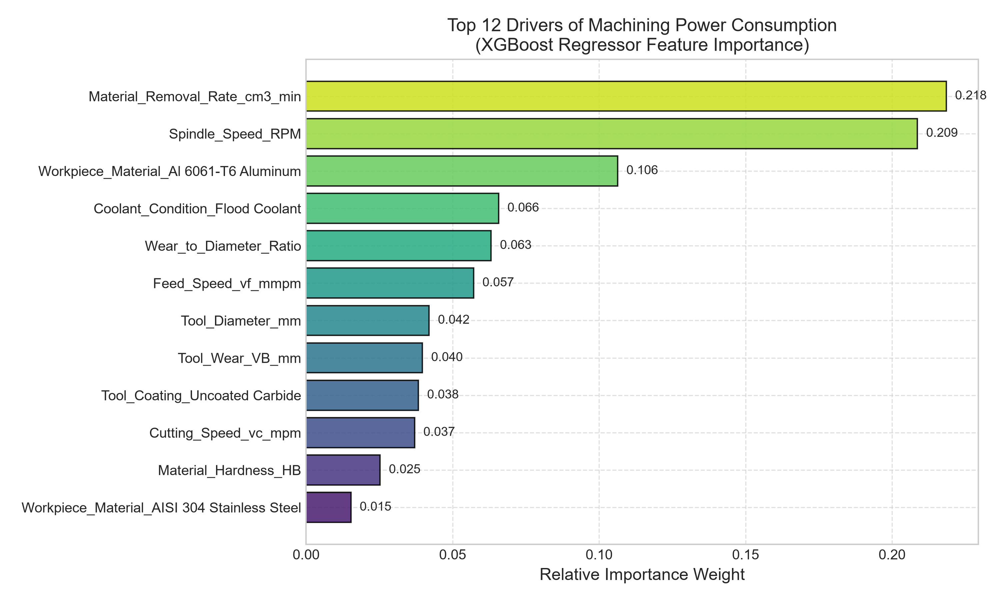 Top 12 Drivers of Machining Power Consumption
(XGBoost Regressor Feature Importance)
Material_Removal_Rate_cm3_min 0.218
Spindle_Speed_RPM 0.209
Workpiece_Material_Al 6061-T6 Aluminum 0.106
Coolant_Condition_Flood Coolant 0.066
Wear_to_Diameter_Ratio 0.063
Feed_Speed_vf_mmpm 0.057
Tool_Diameter_mm 0.042
Tool_Wear_VB_mm 0.040
Tool_Coating_Uncoated Carbide 0.038
Cutting_Speed_vc_mpm 0.037
Material_Hardness_HB 0.025
Workpiece_Material_AISI 304 Stainless Steel 0.015
0.00 0.05 0.10 0.15 0.20
Relative Importance Weight